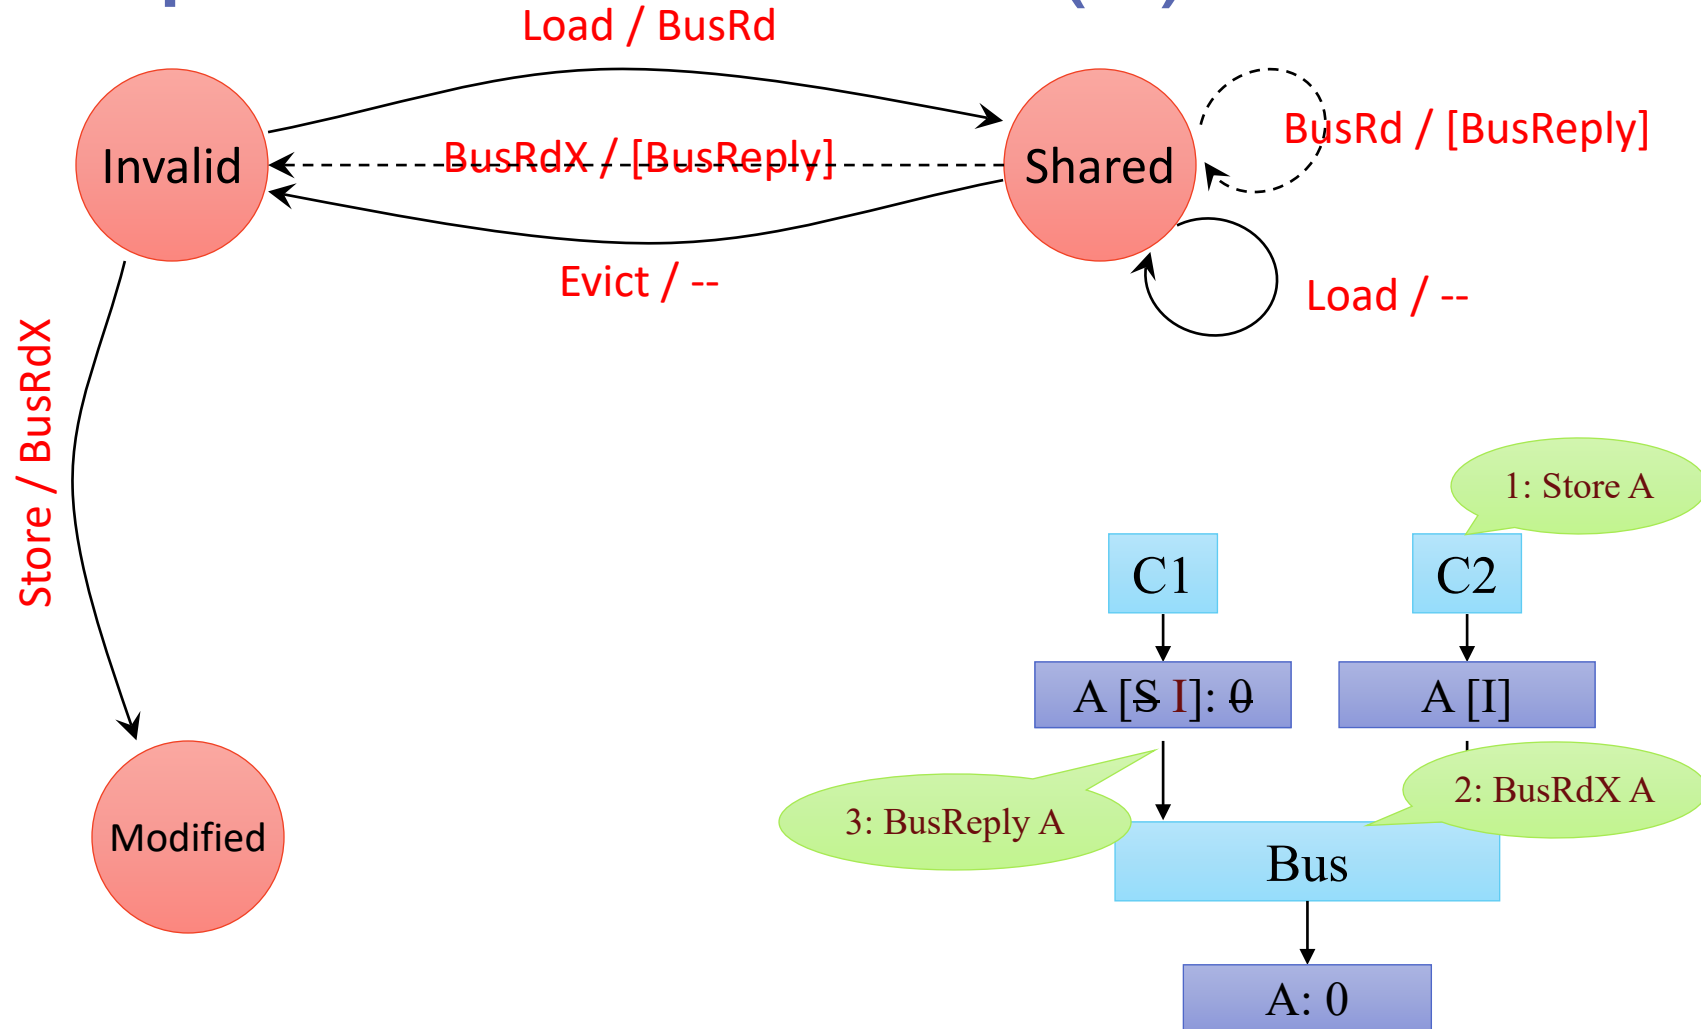 Load / BusRd
Invalid
BusRdX / [BusReply]
Shared
BusRd / [BusReply]
Evict / --
Load / --
Store / BusRdX
Modified
1: Store A
C1
C2
A [S I]: 0
A [I]
3: BusReply A
2: BusRdX A
Bus
A: 0